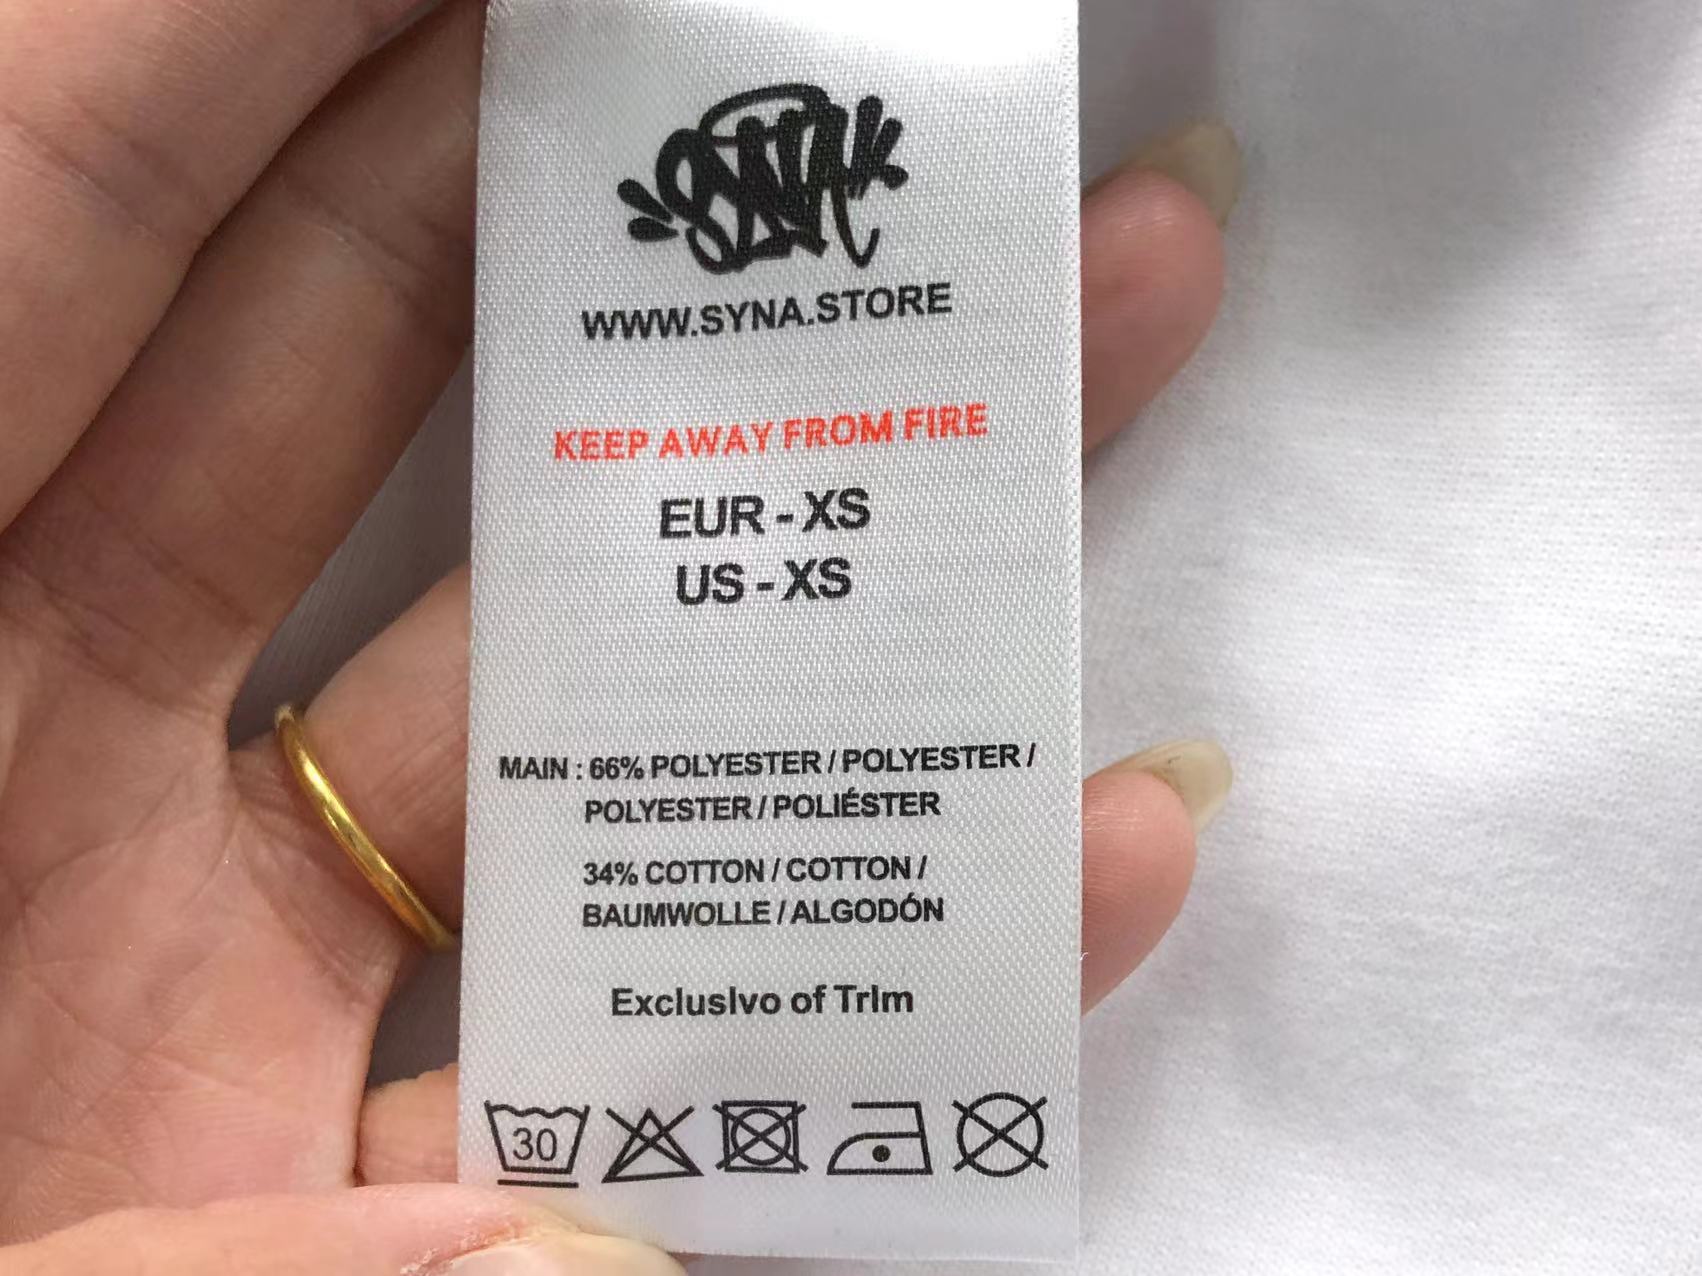 SYNA
WWW.SYNA.STORE
KEEP AWAY FROM FIRE
EUR - XS
US - XS
MAIN : 66% POLYESTER / POLYESTER /
POLYESTER / POLIÉSTER
34% COTTON / COTTON /
BAUMWOLLE / ALGODÓN
ExclusIvo of TrIm
30